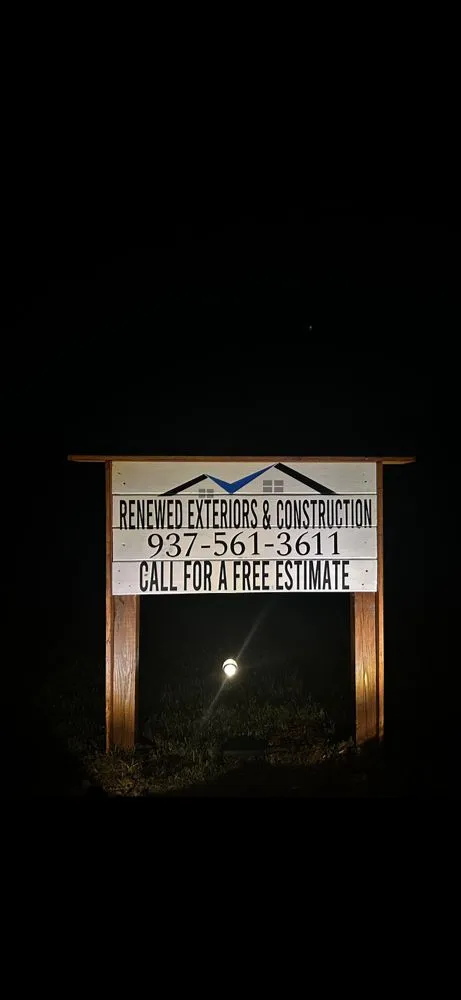 RENEWED EXTERIORS & CONSTRUCTION
937-561-3611
CALL FOR A FREE ESTIMATE